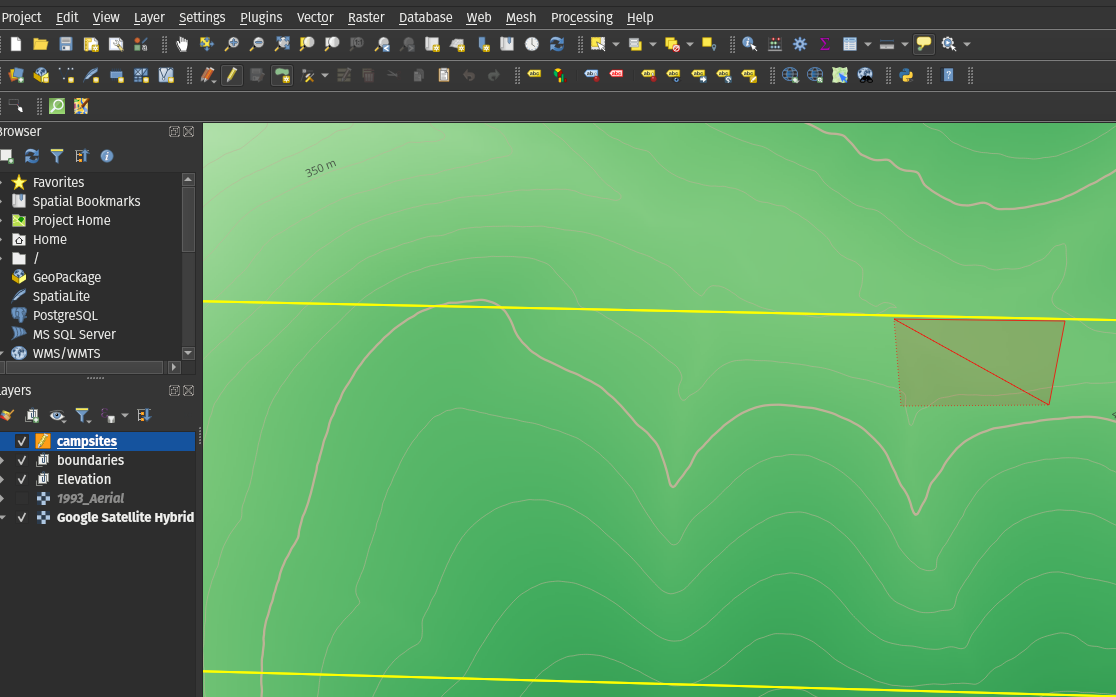 Project Edit View Layer Settings Plugins Vector Raster Database Web Mesh Processing Help
Browser
Favorites
Spatial Bookmarks
Project Home
Home
/
GeoPackage
SpatiaLite
PostgreSQL
MS SQL Server
WMS/WMTS
ayers
campsites
boundaries
Elevation
1993_Aerial
Google Satellite Hybrid
350 m